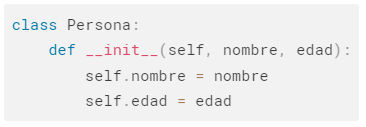 class Persona:
    def __init__(self, nombre, edad):
        self.nombre = nombre
        self.edad = edad